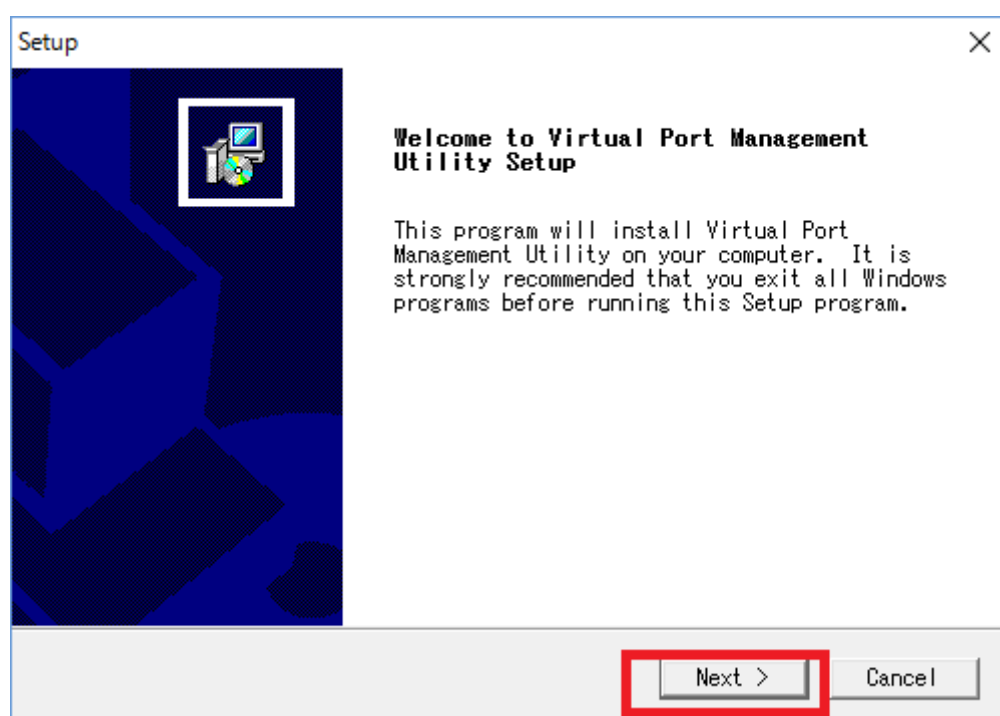 Setup
Welcome to Virtual Port Management
Utility Setup
This program will install Virtual Port
Management Utility on your computer.  It is
strongly recommended that you exit all Windows
programs before running this Setup program.
Next >
Cancel